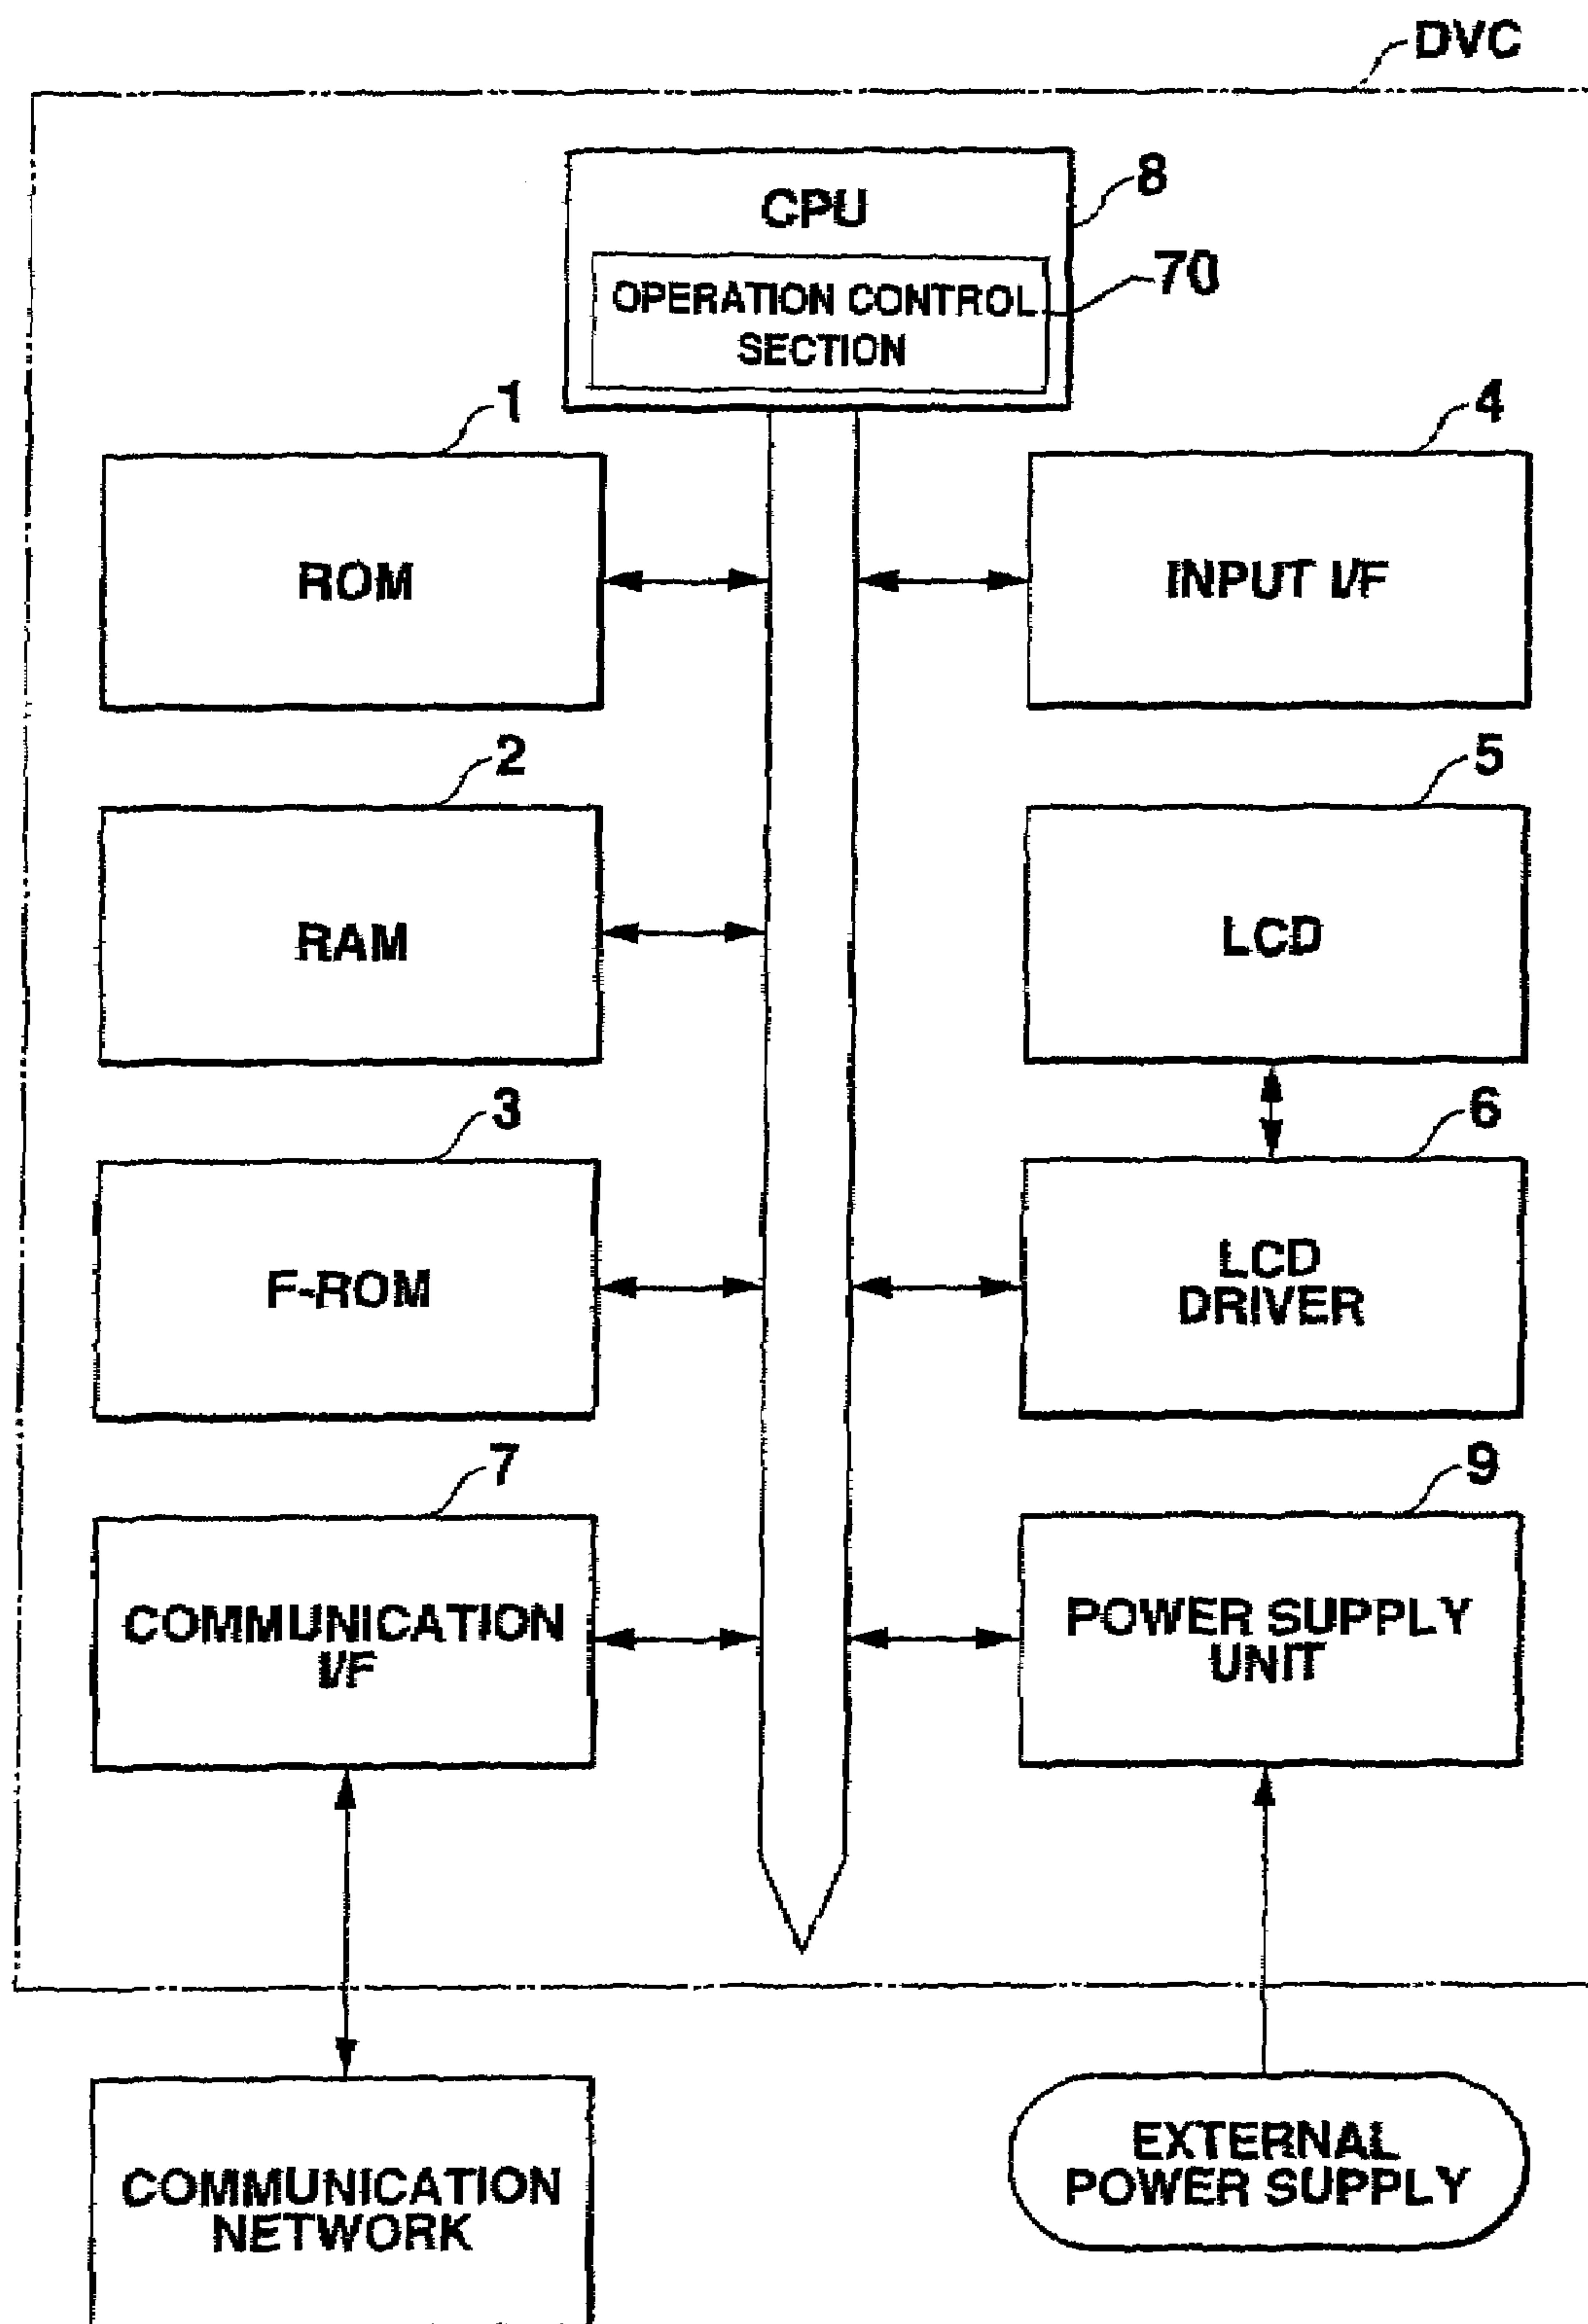 DVC
8
CPU
70
OPERATION CONTROL
SECTION
1
4
ROM
INPUT I/F
2
5
RAM
LCD
3
6
F-ROM
LCD
DRIVER
7
9
COMMUNICATION
I/F
POWER SUPPLY
UNIT
COMMUNICATION
NETWORK
EXTERNAL
POWER SUPPLY